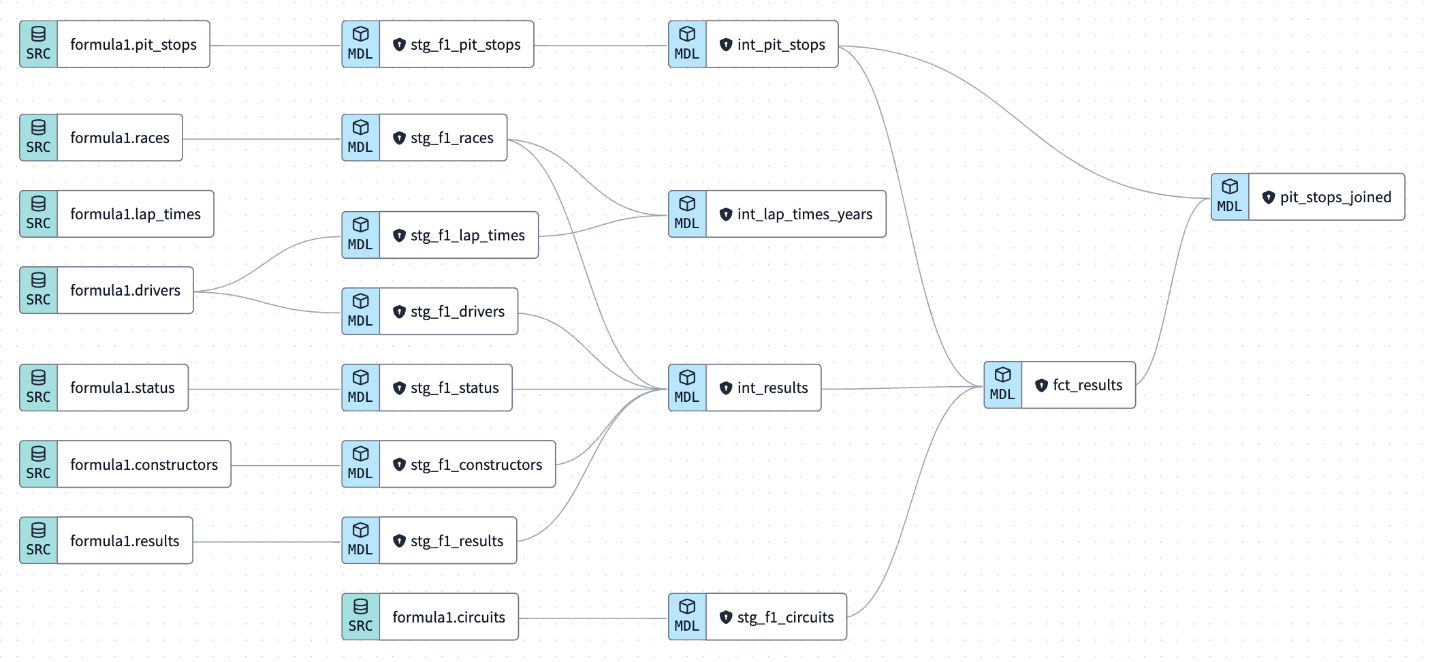 SRC formula1.pit_stops
MDL stg_f1_pit_stops
MDL int_pit_stops
SRC formula1.races
MDL stg_f1_races
SRC formula1.lap_times
MDL int_lap_times_years
MDL pit_stops_joined
MDL stg_f1_lap_times
SRC formula1.drivers
MDL stg_f1_drivers
SRC formula1.status
MDL stg_f1_status
MDL int_results
MDL fct_results
SRC formula1.constructors
MDL stg_f1_constructors
SRC formula1.results
MDL stg_f1_results
SRC formula1.circuits
MDL stg_f1_circuits